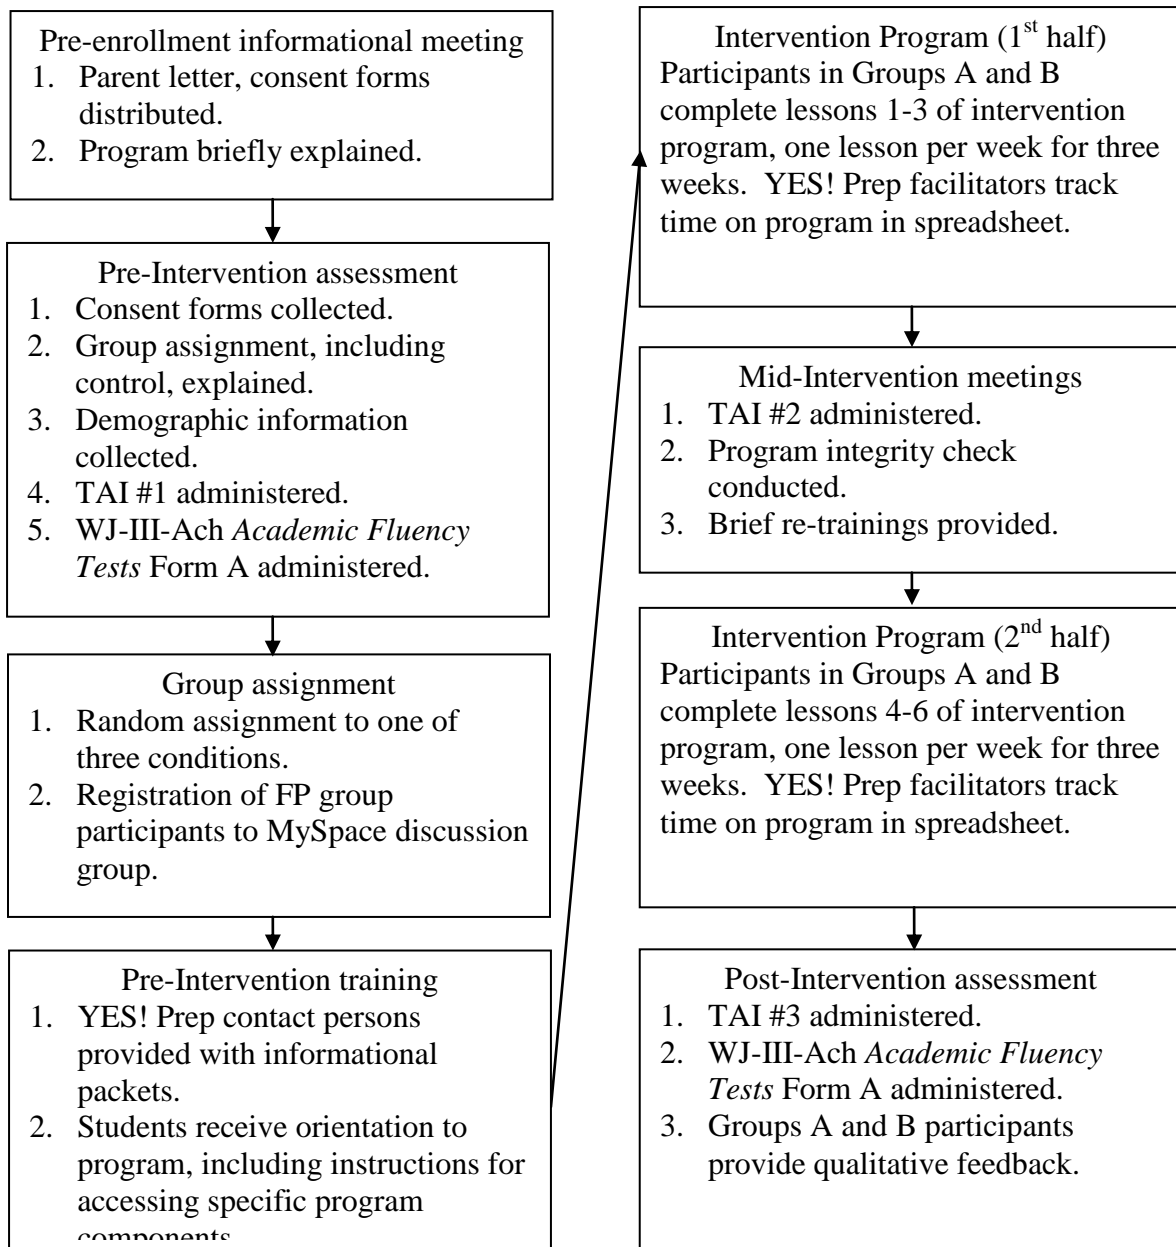 Pre-enrollment informational meeting
1. Parent letter, consent forms
distributed.
2. Program briefly explained.
Pre-Intervention assessment
1. Consent forms collected.
2. Group assignment, including
control, explained.
3. Demographic information
collected.
4. TAI #1 administered.
5. WJ-III-Ach Academic Fluency
Tests Form A administered.
Group assignment
1. Random assignment to one of
three conditions.
2. Registration of FP group
participants to MySpace discussion
group.
Pre-Intervention training
1. YES! Prep contact persons
provided with informational
packets.
2. Students receive orientation to
program, including instructions for
accessing specific program
components
Intervention Program (1st half)
Participants in Groups A and B
complete lessons 1-3 of intervention
program, one lesson per week for three
weeks. YES! Prep facilitators track
time on program in spreadsheet.
Mid-Intervention meetings
1. TAI #2 administered.
2. Program integrity check
conducted.
3. Brief re-trainings provided.
Intervention Program (2nd half)
Participants in Groups A and B
complete lessons 4-6 of intervention
program, one lesson per week for three
weeks. YES! Prep facilitators track
time on program in spreadsheet.
Post-Intervention assessment
1. TAI #3 administered.
2. WJ-III-Ach Academic Fluency
Tests Form A administered.
3. Groups A and B participants
provide qualitative feedback.